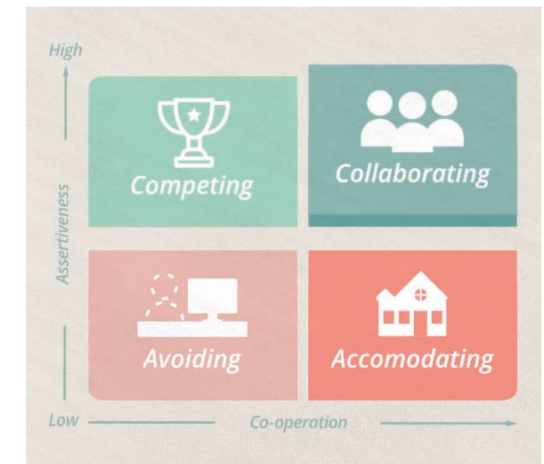 High
Competing
Collaborating
Assertiveness
Avoiding
Accomodating
Low
Co-operation